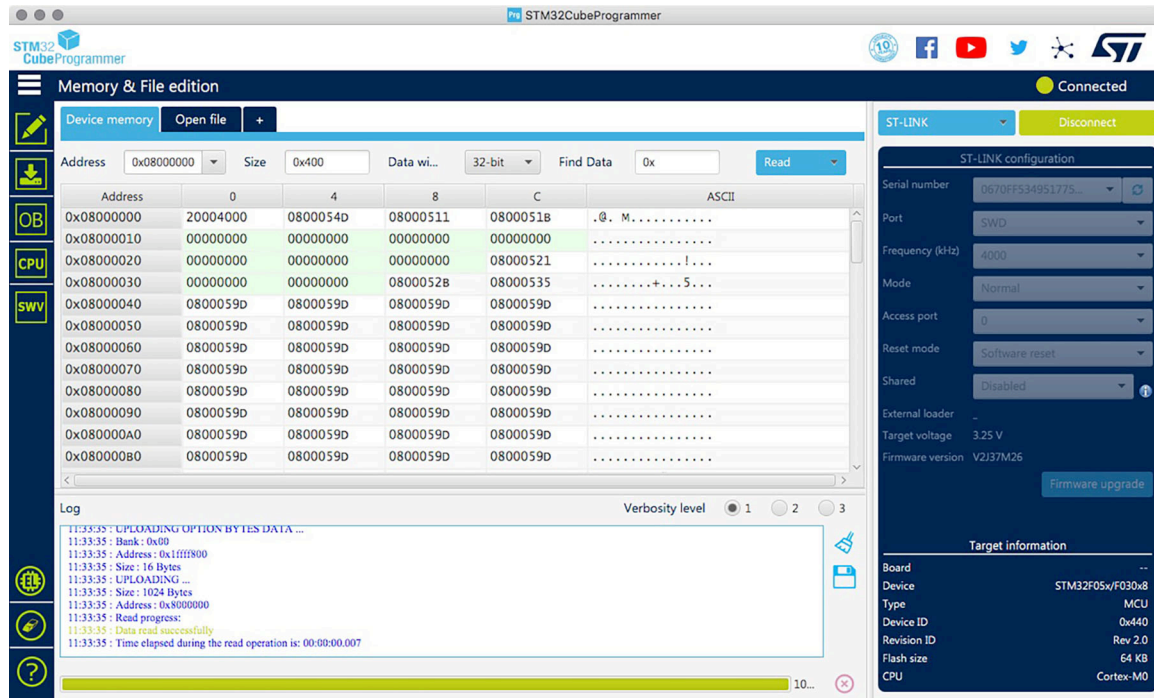 Prg STM32CubeProgrammer
STM32
CubeProgrammer
10
ST
Memory & File edition
Connected
Device memory
Open file
+
Address
0x08000000
Size
0x400
Data wi...
32-bit
Find Data
0x
Read
Address 0 4 8 C ASCII
0x08000000 20004000 0800054D 08000511 0800051B .@. M...........
0x08000010 00000000 00000000 00000000 00000000 ................
0x08000020 00000000 00000000 00000000 08000521 ............!...
0x08000030 00000000 00000000 0800052B 08000535 ........+...5...
0x08000040 0800059D 0800059D 0800059D 0800059D ................
0x08000050 0800059D 0800059D 0800059D 0800059D ................
0x08000060 0800059D 0800059D 0800059D 0800059D ................
0x08000070 0800059D 0800059D 0800059D 0800059D ................
0x08000080 0800059D 0800059D 0800059D 0800059D ................
0x08000090 0800059D 0800059D 0800059D 0800059D ................
0x080000A0 0800059D 0800059D 0800059D 0800059D ................
0x080000B0 0800059D 0800059D 0800059D 0800059D ................
OB
CPU
SWV
EL
?
Log
Verbosity level
1
2
3
11:33:35 : UPLOADING OPTION BYTES DATA ...
11:33:35 : Bank : 0x00
11:33:35 : Address : 0x1ffff800
11:33:35 : Size : 16 Bytes
11:33:35 : UPLOADING ...
11:33:35 : Size : 1024 Bytes
11:33:35 : Address : 0x8000000
11:33:35 : Read progress:
11:33:35 : Data read successfully
11:33:35 : Time elapsed during the read operation is: 00:00:00.007
10...
ST-LINK
Disconnect
ST-LINK configuration
Serial number 0670FF534951775...
Port SWD
Frequency (kHz) 4000
Mode Normal
Access port 0
Reset mode Software reset
Shared Disabled
External loader _
Target voltage 3.25 V
Firmware version V2J37M26
Firmware upgrade
Target information
Board --
Device STM32F05x/F030x8
Type MCU
Device ID 0x440
Revision ID Rev 2.0
Flash size 64 KB
CPU Cortex-M0